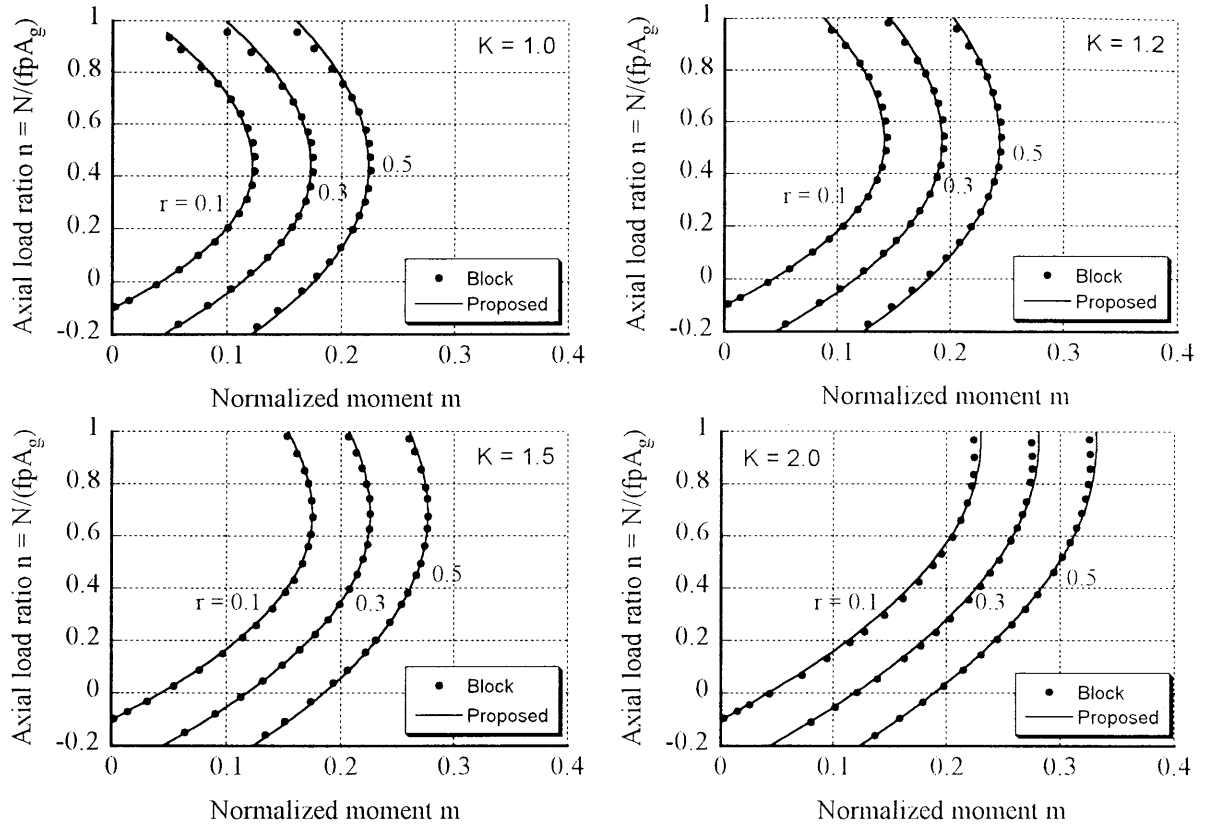 Axial load ratio n = N/(fpA_g)
1
0.8
0.6
0.4
0.2
0
-0.2
K = 1.0
r = 0.1
0.3
0.5
Block
Proposed
0
0.1
0.2
0.3
0.4
Normalized moment m
Axial load ratio n = N/(fpA_g)
1
0.8
0.6
0.4
0.2
0
-0.2
K = 1.2
r = 0.1
0.3
0.5
Block
Proposed
0
0.1
0.2
0.3
0.4
Normalized moment m
Axial load ratio n = N/(fpA_g)
1
0.8
0.6
0.4
0.2
0
-0.2
K = 1.5
r = 0.1
0.3
0.5
Block
Proposed
0
0.1
0.2
0.3
0.4
Normalized moment m
Axial load ratio n = N/(fpA_g)
1
0.8
0.6
0.4
0.2
0
-0.2
K = 2.0
r = 0.1
0.3
0.5
Block
Proposed
0
0.1
0.2
0.3
0.4
Normalized moment m